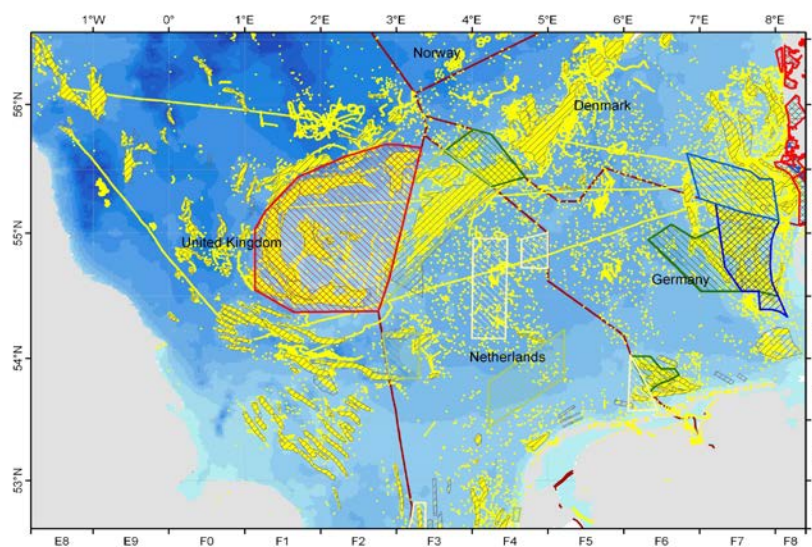 1°W 0° 1°E 2°E 3°E 4°E 5°E 6°E 7°E 8°E
Norway
56°N
Denmark
55°N
United Kingdom
Germany
54°N
Netherlands
53°N
E8 E9 F0 F1 F2 F3 F4 F5 F6 F7 F8